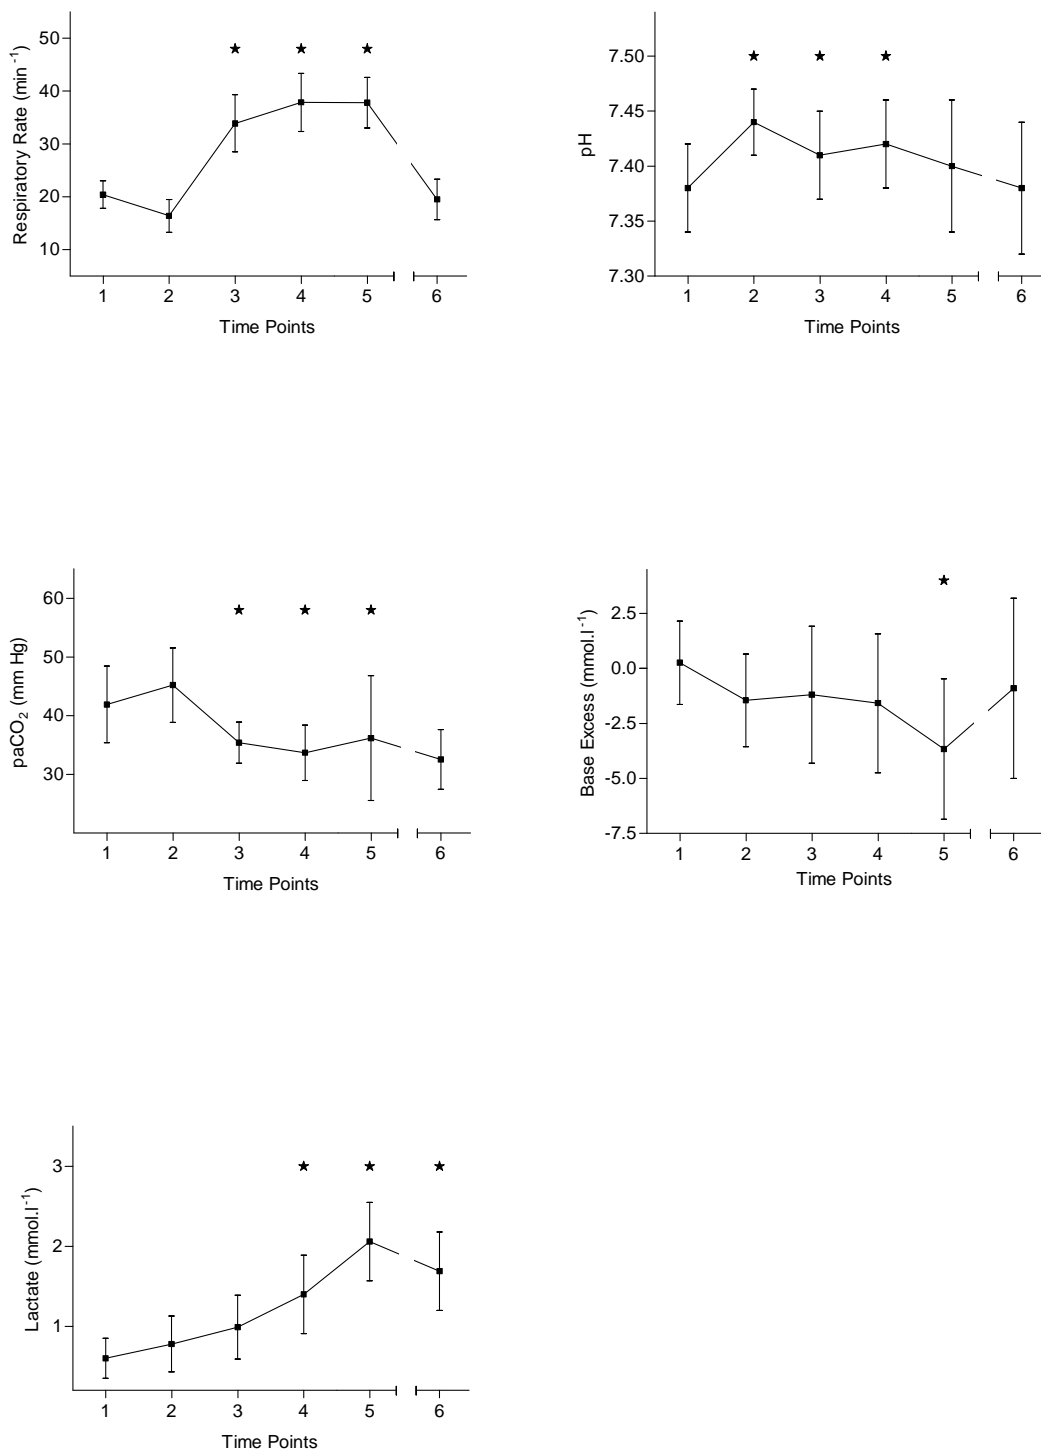 Respiratory Rate (min⁻¹)
50
40
30
20
10
1 2 3 4 5 6
Time Points
pH
7.50
7.45
7.40
7.35
7.30
1 2 3 4 5 6
Time Points
paCO₂ (mm Hg)
60
50
40
30
1 2 3 4 5 6
Time Points
Base Excess (mmol.l⁻¹)
2.5
0.0
-2.5
-5.0
-7.5
1 2 3 4 5 6
Time Points
Lactate (mmol.l⁻¹)
3
2
1
1 2 3 4 5 6
Time Points